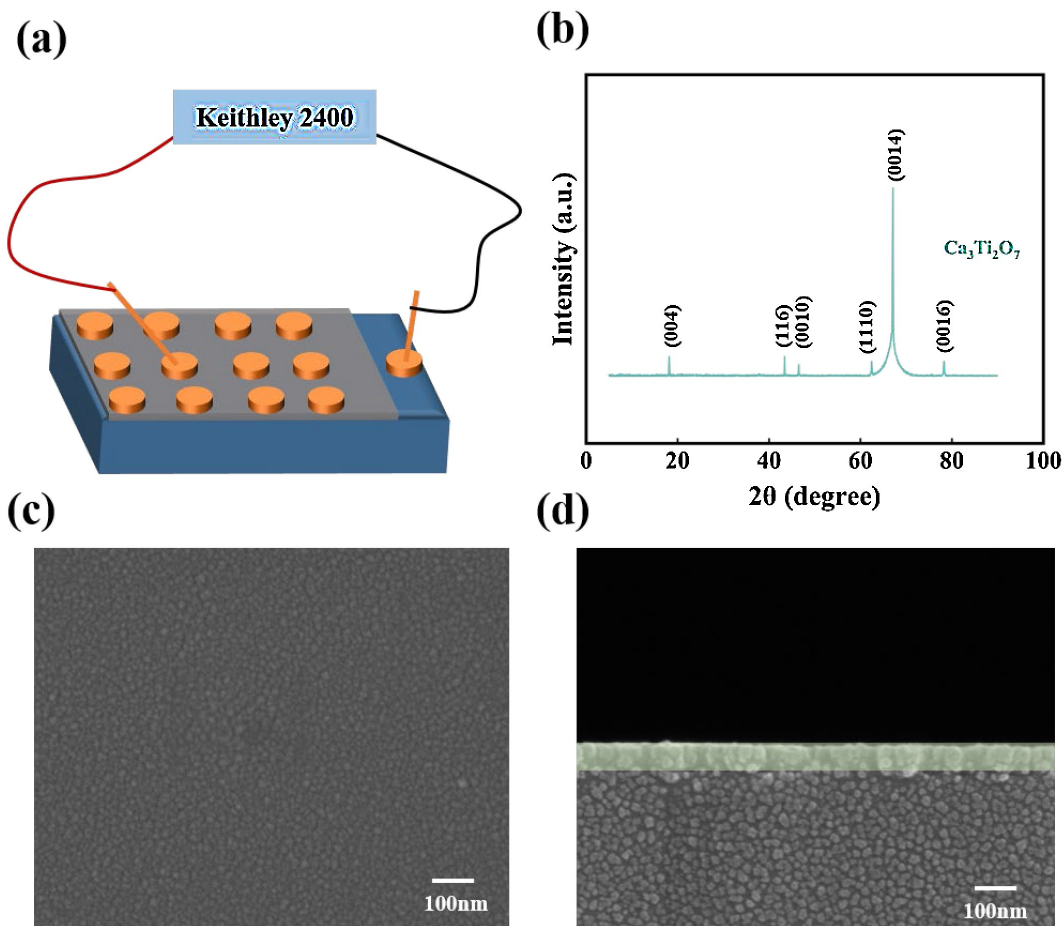 (a)
Keithley 2400
(b)
Intensity (a.u.)
(004)
(116)
(0010)
(1110)
(0014)
(0016)
Ca₃Ti₂O₇
0 20 40 60 80 100
2θ (degree)
(c)
100nm
(d)
100nm